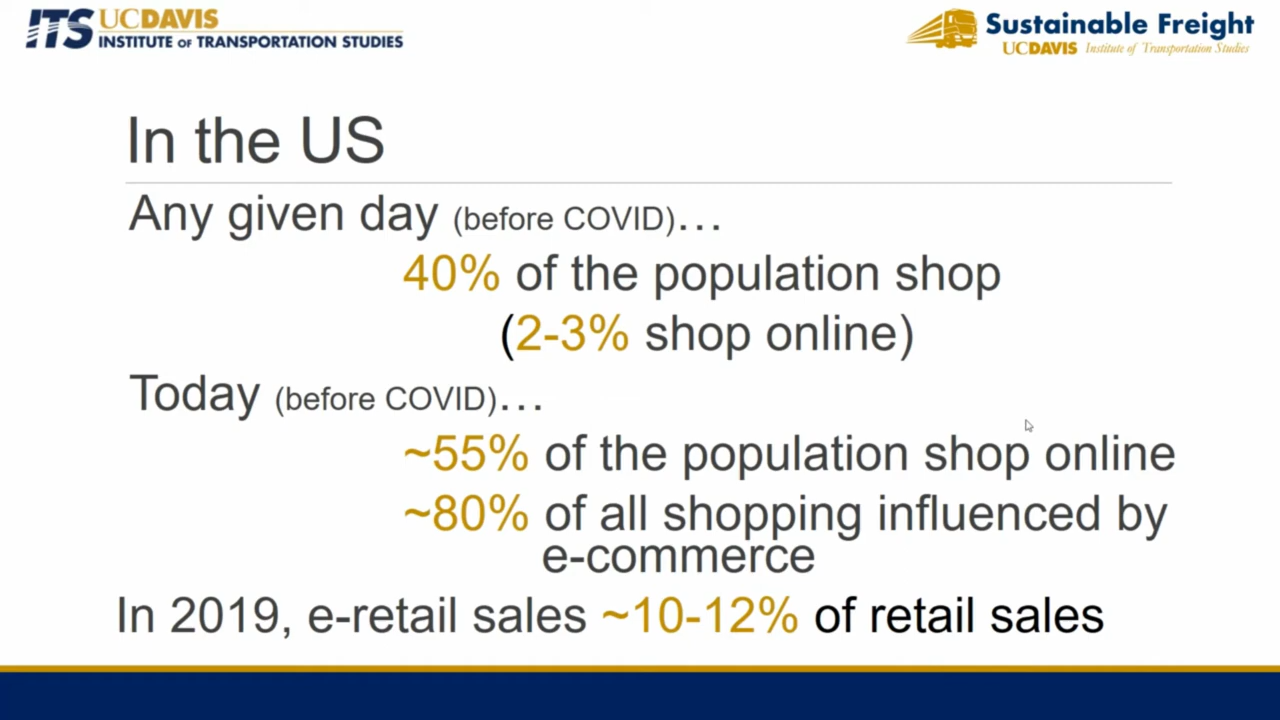 ITS UCDAVIS
INSTITUTE OF TRANSPORTATION STUDIES
Sustainable Freight
UCDAVIS Institute of Transportation Studies
In the US
Any given day (before COVID)…
40% of the population shop
(2-3% shop online)
Today (before COVID)…
~55% of the population shop online
~80% of all shopping influenced by
e-commerce
In 2019, e-retail sales ~10-12% of retail sales